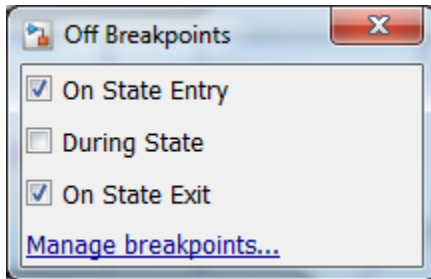 Off Breakpoints
On State Entry
During State
On State Exit
Manage breakpoints...